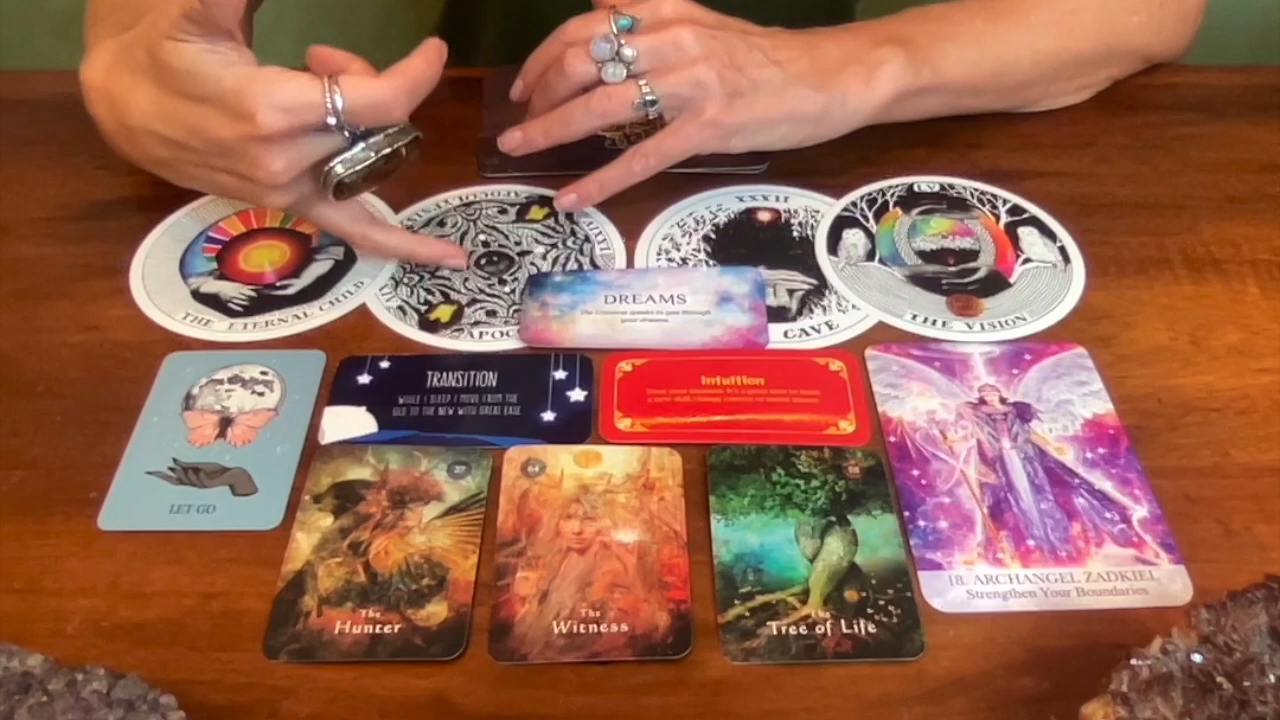 THE ETERNAL CHILD
XXXII
CAVE
LV
THE VISION
DREAMS
The Universe speaks to you through
your dreams.
LET GO
TRANSITION
WHILE I SLEEP I MOVE FROM THE
OLD TO THE NEW WITH GREAT EASE
Intuition
The
Hunter
The
Witness
The
Tree of Life
18. ARCHANGEL ZADKIEL
Strengthen Your Boundaries